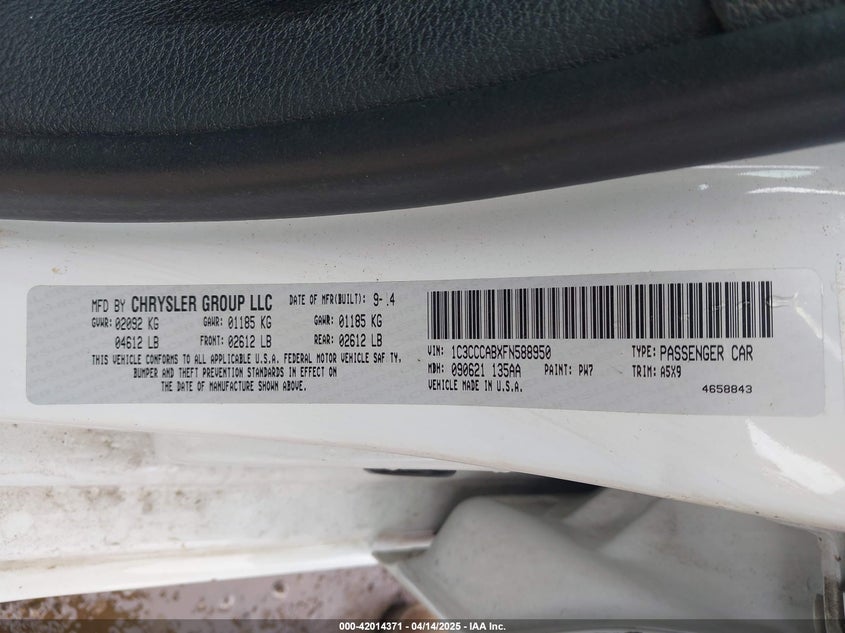 MFD BY CHRYSLER GROUP LLC DATE OF MFR(BUILT): 9-14
GVWR: 02092 KG GAWR: 01185 KG GAWR: 01185 KG
04612 LB FRONT: 02612 LB REAR: 02612 LB
THIS VEHICLE CONFORMS TO ALL APPLICABLE U.S.A. FEDERAL MOTOR VEHICLE SAF TY,
BUMPER AND THEFT PREVENTION STANDARDS IN EFFECT ON
THE DATE OF MANUFACTURE SHOWN ABOVE.
VIN: 1C3CCCABXFN588950 TYPE: PASSENGER CAR
MDH: 090621 135AA PAINT: PW7 TRIM: A5X9
VEHICLE MADE IN U.S.A.
4658843
000-42014371 - 04/14/2025 - IAA Inc.